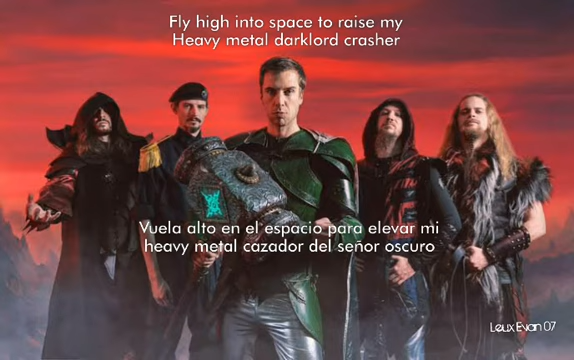 Fly high into space to raise my
Heavy metal darklord crasher
Vuela alto en el espacio para elevar mi
heavy metal cazador del señor oscuro
Leux Evan 07